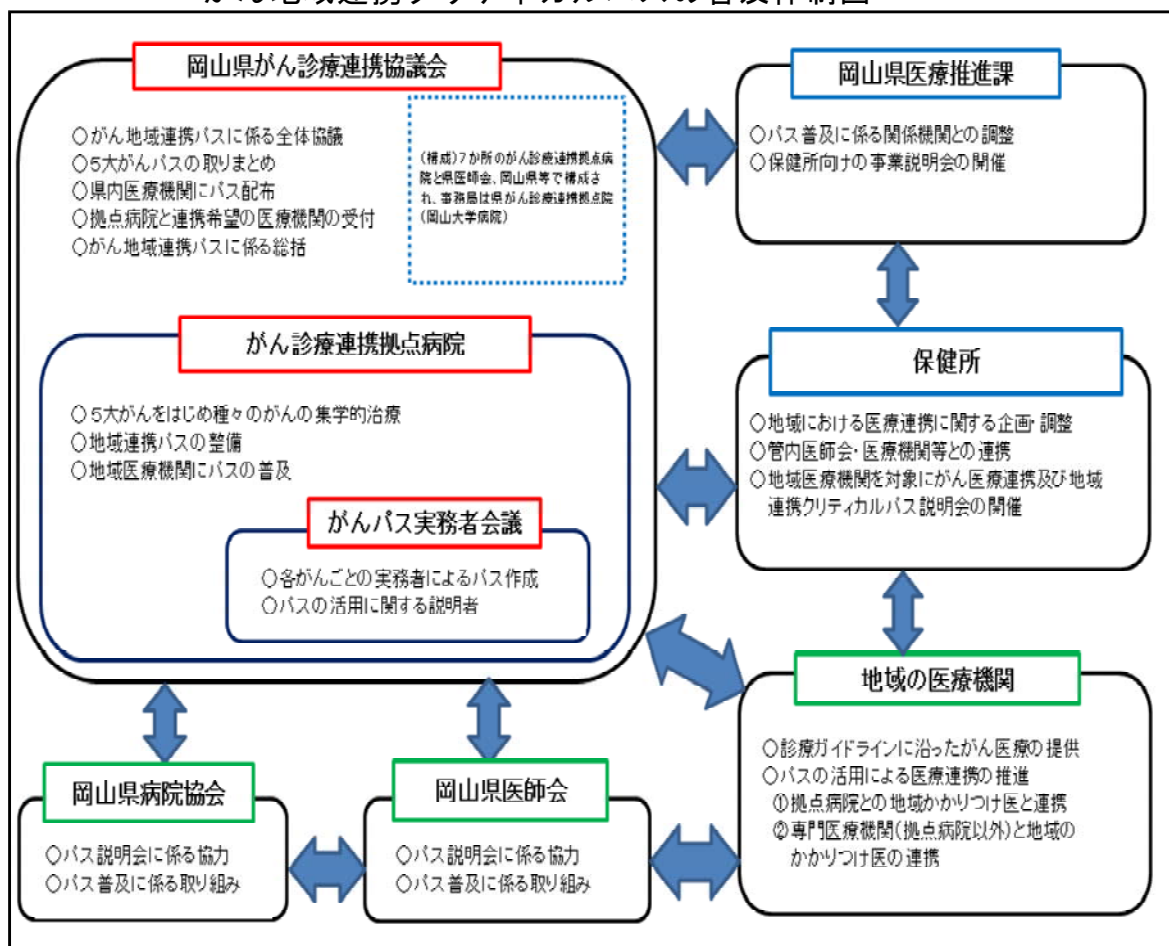 がん地域連携クリティカルパスの普及体制図
岡山県がん診療連携協議会
○がん地域連携パスに係る全体協議
○5大がんパスの取りまとめ
○県内医療機関にパス配布
○拠点病院と連携希望の医療機関の受付
○がん地域連携パスに係る総括
(構成)7か所のがん診療連携拠点病
院と県医師会、岡山県等で構成さ
れ、事務局は県がん診療連携拠点院
(岡山大学病院)
がん診療連携拠点病院
○5大がんをはじめ種々のがんの集学的治療
○地域連携パスの整備
○地域医療機関にパスの普及
がんパス実務者会議
○各がんごとの実務者によるパス作成
○パスの活用に関する説明者
岡山県医療推進課
○パス普及に係る関係機関との調整
○保健所向けの事業説明会の開催
保健所
○地域における医療連携に関する企画・調整
○管内医師会・医療機関等との連携
○地域医療機関を対象にがん医療連携及び地域
連携クリティカルパス説明会の開催
地域の医療機関
○診療ガイドラインに沿ったがん医療の提供
○パスの活用による医療連携の推進
①拠点病院との地域かかりつけ医と連携
②専門医療機関(拠点病院以外)と地域の
かかりつけ医の連携
岡山県病院協会
○パス説明会に係る協力
○パス普及に係る取り組み
岡山県医師会
○パス説明会に係る協力
○パス普及に係る取り組み